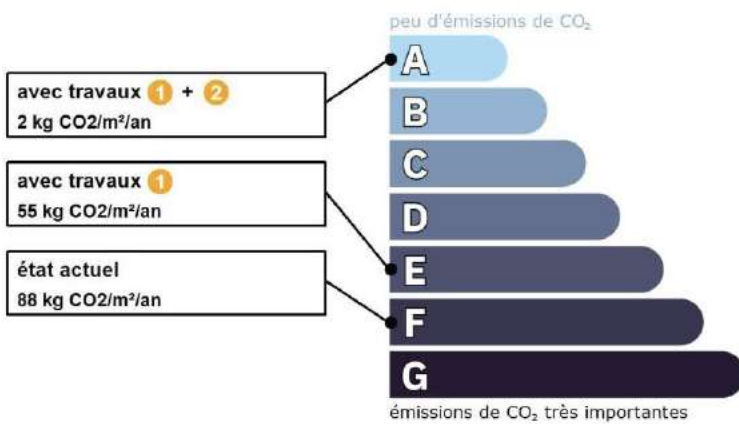 peu d'émissions de CO₂
A
avec travaux 1 + 2
2 kg CO2/m²/an
B
C
avec travaux 1
55 kg CO2/m²/an
D
E
état actuel
88 kg CO2/m²/an
F
G
émissions de CO₂ très importantes